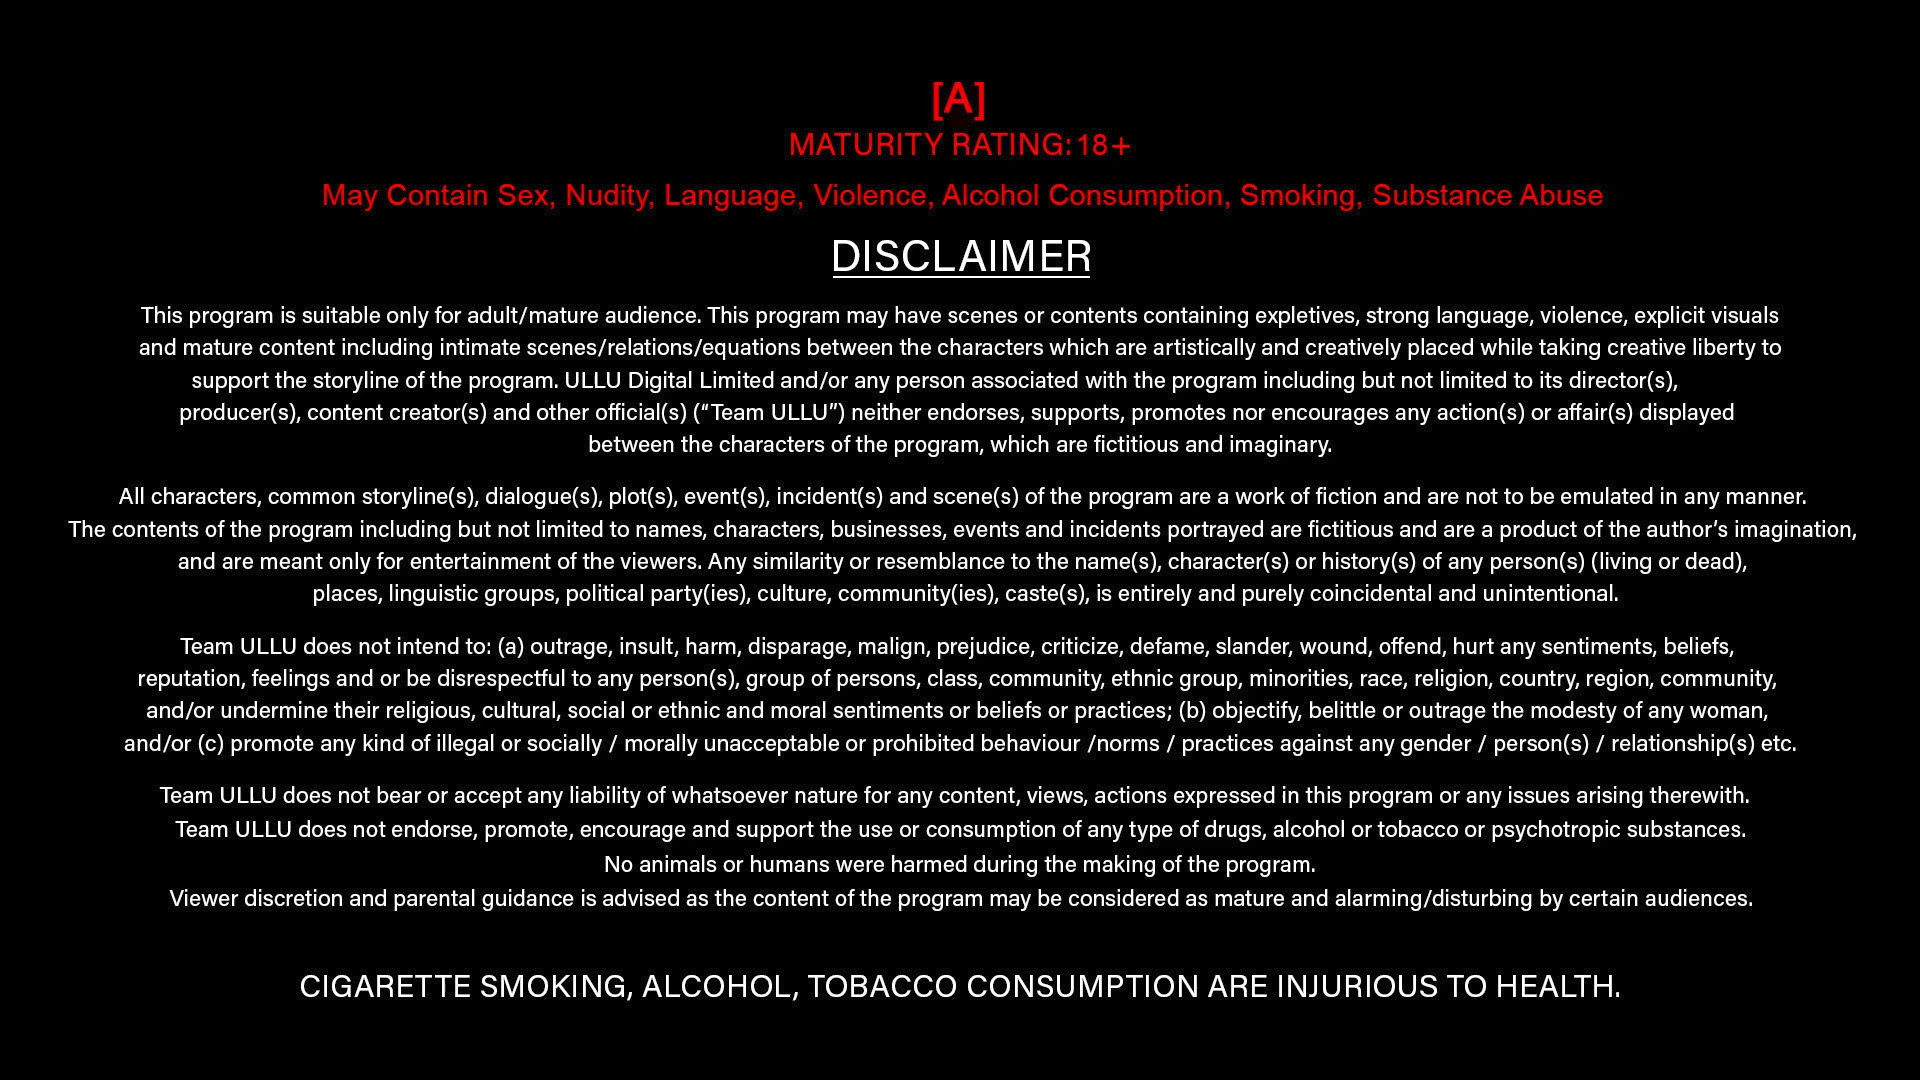 [A]
MATURITY RATING:18+
May Contain Sex, Nudity, Language, Violence, Alcohol Consumption, Smoking, Substance Abuse
DISCLAIMER
This program is suitable only for adult/mature audience. This program may have scenes or contents containing expletives, strong language, violence, explicit visuals
and mature content including intimate scenes/relations/equations between the characters which are artistically and creatively placed while taking creative liberty to
support the storyline of the program. ULLU Digital Limited and/or any person associated with the program including but not limited to its director(s),
producer(s), content creator(s) and other official(s) (“Team ULLU”) neither endorses, supports, promotes nor encourages any action(s) or affair(s) displayed
between the characters of the program, which are fictitious and imaginary.
All characters, common storyline(s), dialogue(s), plot(s), event(s), incident(s) and scene(s) of the program are a work of fiction and are not to be emulated in any manner.
The contents of the program including but not limited to names, characters, businesses, events and incidents portrayed are fictitious and are a product of the author’s imagination,
and are meant only for entertainment of the viewers. Any similarity or resemblance to the name(s), character(s) or history(s) of any person(s) (living or dead),
places, linguistic groups, political party(ies), culture, community(ies), caste(s), is entirely and purely coincidental and unintentional.
Team ULLU does not intend to: (a) outrage, insult, harm, disparage, malign, prejudice, criticize, defame, slander, wound, offend, hurt any sentiments, beliefs,
reputation, feelings and or be disrespectful to any person(s), group of persons, class, community, ethnic group, minorities, race, religion, country, region, community,
and/or undermine their religious, cultural, social or ethnic and moral sentiments or beliefs or practices; (b) objectify, belittle or outrage the modesty of any woman,
and/or (c) promote any kind of illegal or socially / morally unacceptable or prohibited behaviour /norms / practices against any gender / person(s) / relationship(s) etc.
Team ULLU does not bear or accept any liability of whatsoever nature for any content, views, actions expressed in this program or any issues arising therewith.
Team ULLU does not endorse, promote, encourage and support the use or consumption of any type of drugs, alcohol or tobacco or psychotropic substances.
No animals or humans were harmed during the making of the program.
Viewer discretion and parental guidance is advised as the content of the program may be considered as mature and alarming/disturbing by certain audiences.
CIGARETTE SMOKING, ALCOHOL, TOBACCO CONSUMPTION ARE INJURIOUS TO HEALTH.